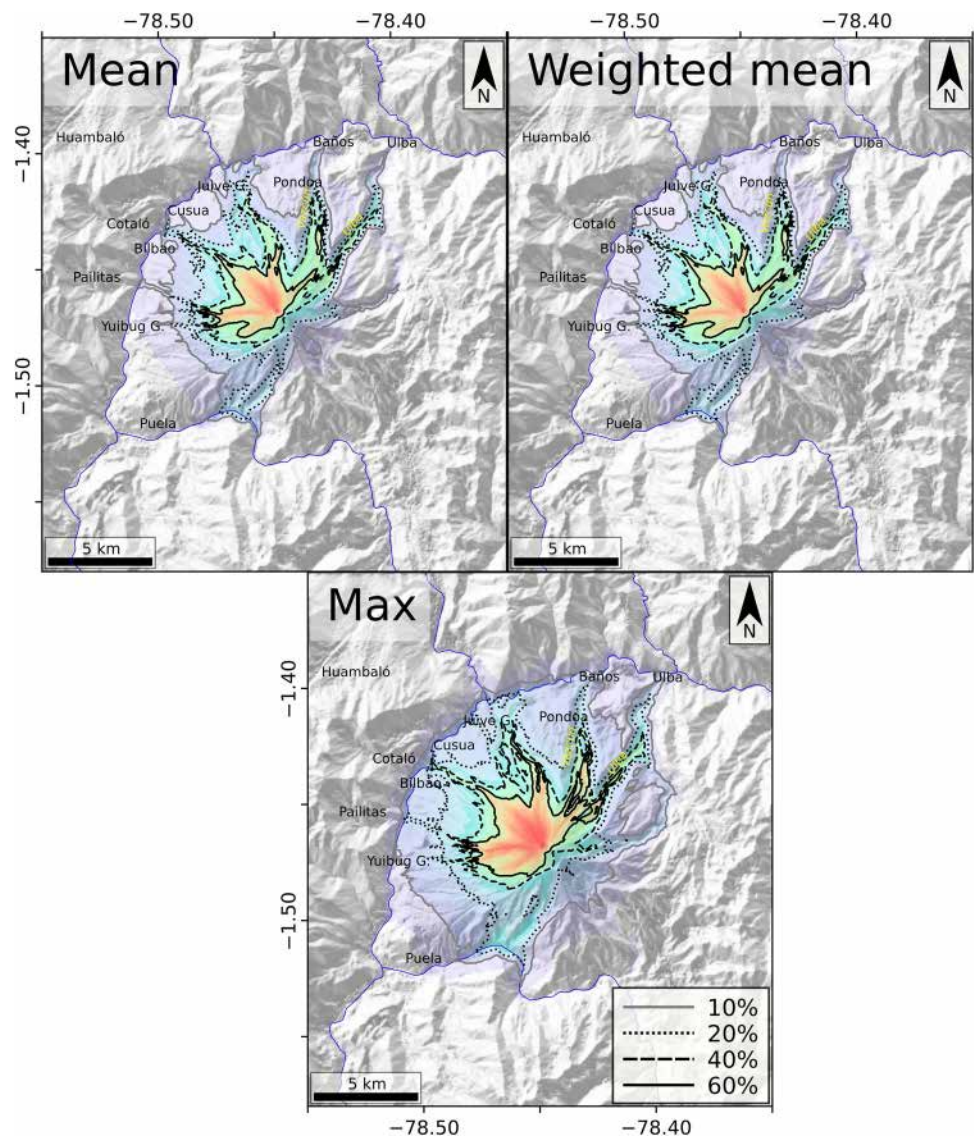 −78.50
−78.40
−78.50
−78.40
Mean
N
Weighted mean
N
−1.40
Huambaló
Baños
Ulba
Juive G.
Pondoa
Cusua
Cotaló
Bilbao
Pailitas
Yuibug G.
−1.50
Puela
5 km
Huambaló
Baños
Ulba
Juive G.
Pondoa
Cusua
Cotaló
Bilbao
Pailitas
Yuibug G.
Puela
5 km
Max
N
−1.40
Huambaló
Baños
Ulba
Juive G.
Pondoa
Cusua
Cotaló
Bilbao
Pailitas
Yuibug G.
−1.50
Puela
10%
20%
40%
60%
5 km
−78.50
−78.40